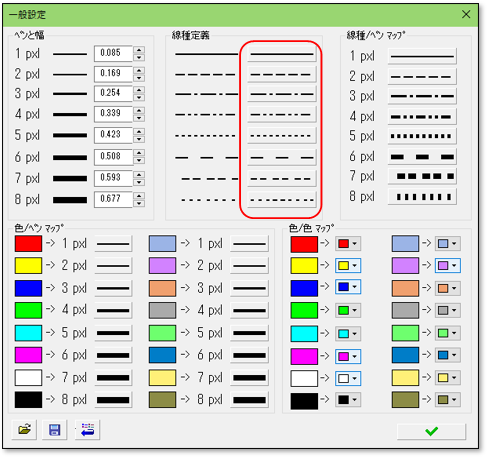 一般設定
ﾍﾟﾝと幅
1 pxl 0.085
2 pxl 0.169
3 pxl 0.254
4 pxl 0.339
5 pxl 0.423
6 pxl 0.508
7 pxl 0.593
8 pxl 0.677
線種定義
線種/ﾍﾟﾝ ﾏｯﾌﾟ
1 pxl
2 pxl
3 pxl
4 pxl
5 pxl
6 pxl
7 pxl
8 pxl
色/ﾍﾟﾝ ﾏｯﾌﾟ
-> 1 pxl -> 1 pxl
-> 2 pxl -> 2 pxl
-> 3 pxl -> 3 pxl
-> 4 pxl -> 4 pxl
-> 5 pxl -> 5 pxl
-> 6 pxl -> 6 pxl
-> 7 pxl -> 7 pxl
-> 8 pxl -> 8 pxl
色/色 ﾏｯﾌﾟ
-> ->
-> ->
-> ->
-> ->
-> ->
-> ->
-> ->
-> ->